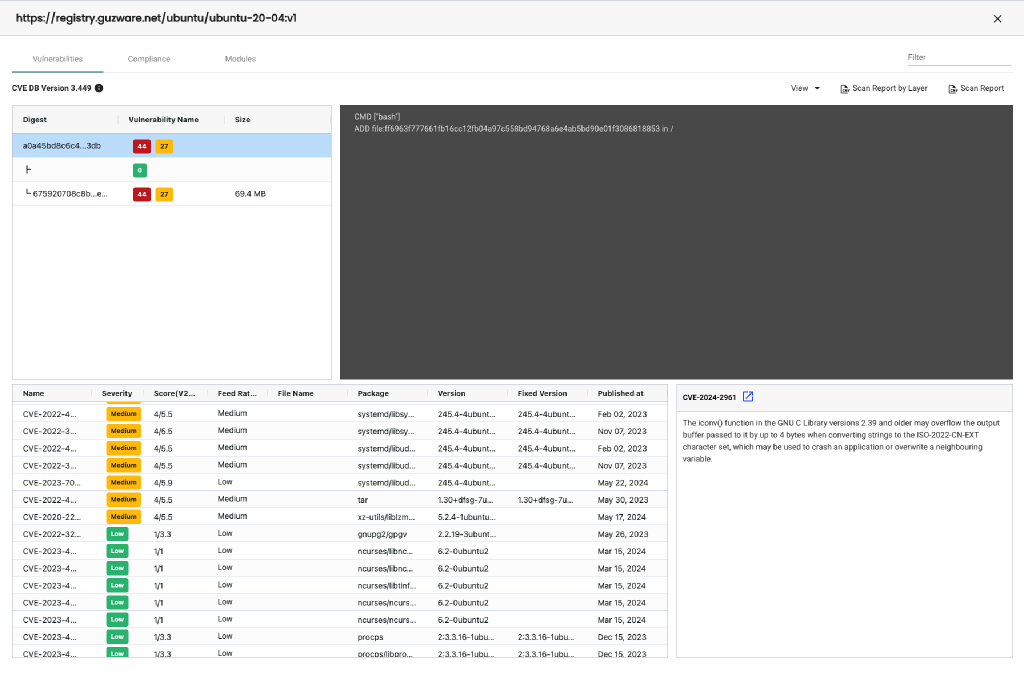 https://registry.guzware.net/ubuntu/ubuntu-20-04:v1
Vulnerabilities Compliance Modules Filter
CVE DB Version 3.449 View Scan Report by Layer Scan Report
Digest Vulnerability Name Size
a0a45bd8c6c4...3db 44 27
0
675920708c8b...e... 44 27 69.4 MB
CMD ["bash"]
ADD file:ff6963f777661fb16cc12fb04a97c558bd94768a6e4ab5bd90e01f3086818853 in /
Name Severity Score(V2... Feed Rat... File Name Package Version Fixed Version Published at
CVE-2022-4... Medium 4/5.5 Medium systemd/libsy... 245.4-4ubunt... 245.4-4ubunt... Feb 02, 2023
CVE-2022-3... Medium 4/5.5 Medium systemd/libsy... 245.4-4ubunt... 245.4-4ubunt... Nov 07, 2023
CVE-2022-4... Medium 4/5.5 Medium systemd/libud... 245.4-4ubunt... 245.4-4ubunt... Feb 02, 2023
CVE-2022-3... Medium 4/5.5 Medium systemd/libud... 245.4-4ubunt... 245.4-4ubunt... Nov 07, 2023
CVE-2023-70... Medium 4/5.9 Low systemd/libud... 245.4-4ubunt... May 22, 2024
CVE-2022-4... Medium 4/5.5 Medium tar 1.30+dfsg-7u... 1.30+dfsg-7u... May 30, 2023
CVE-2020-22... Medium 4/5.5 Medium xz-utils/liblzm... 5.2.4-1ubuntu... May 17, 2024
CVE-2022-32... Low 1/3.3 Low gnupg2/gpgv 2.2.19-3ubunt... May 26, 2023
CVE-2023-4... Low 1/1 Low ncurses/libnc... 6.2-0ubuntu2 Mar 15, 2024
CVE-2023-4... Low 1/1 Low ncurses/libnc... 6.2-0ubuntu2 Mar 15, 2024
CVE-2023-4... Low 1/1 Low ncurses/libtinf... 6.2-0ubuntu2 Mar 15, 2024
CVE-2023-4... Low 1/1 Low ncurses/ncurs... 6.2-0ubuntu2 Mar 15, 2024
CVE-2023-4... Low 1/1 Low ncurses/ncurs... 6.2-0ubuntu2 Mar 15, 2024
CVE-2023-4... Low 1/3.3 Low procps 2:3.3.16-1ubu... 2:3.3.16-1ubu... Dec 15, 2023
CVE-2023-4... Low 1/3.3 Low procps/libpro... 2:3.3.16-1ubu... 2:3.3.16-1ubu... Dec 15, 2023
CVE-2024-2961
The iconv() function in the GNU C Library versions 2.39 and older may overflow the output
buffer passed to it by up to 4 bytes when converting strings to the ISO-2022-CN-EXT
character set, which may be used to crash an application or overwrite a neighbouring
variable.